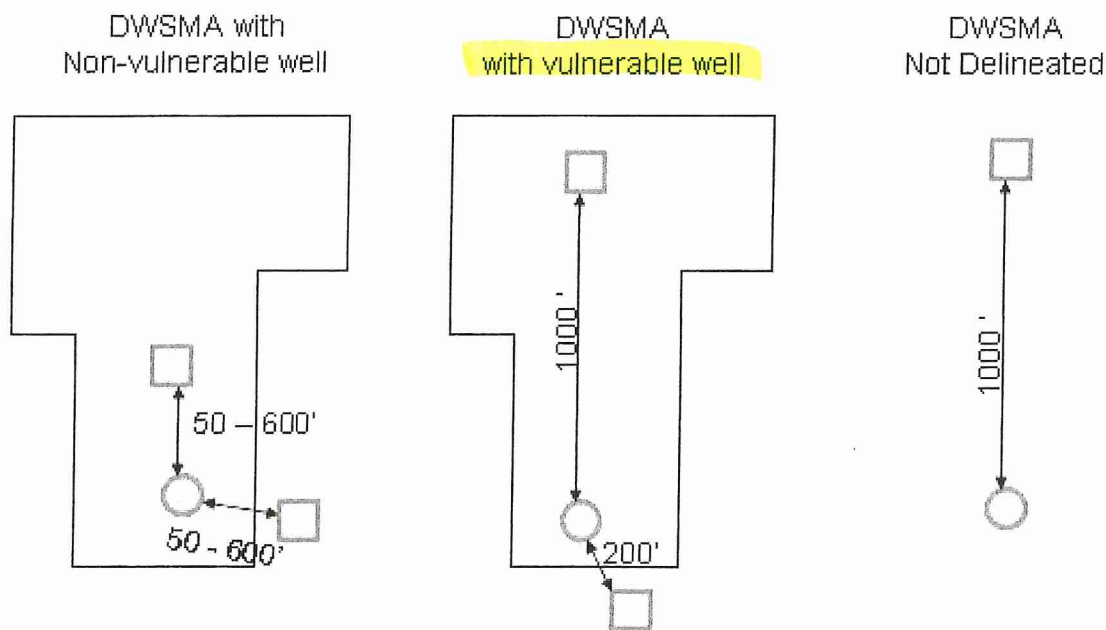 DWSMA with
Non-vulnerable well
50 – 600'
50 - 600'
DWSMA
with vulnerable well
1000 '
200'
DWSMA
Not Delineated
1000 '